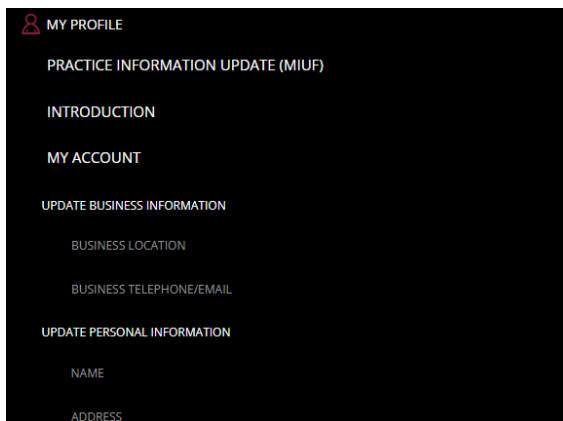 MY PROFILE
PRACTICE INFORMATION UPDATE (MIUF)
INTRODUCTION
MY ACCOUNT
UPDATE BUSINESS INFORMATION
BUSINESS LOCATION
BUSINESS TELEPHONE/EMAIL
UPDATE PERSONAL INFORMATION
NAME
ADDRESS